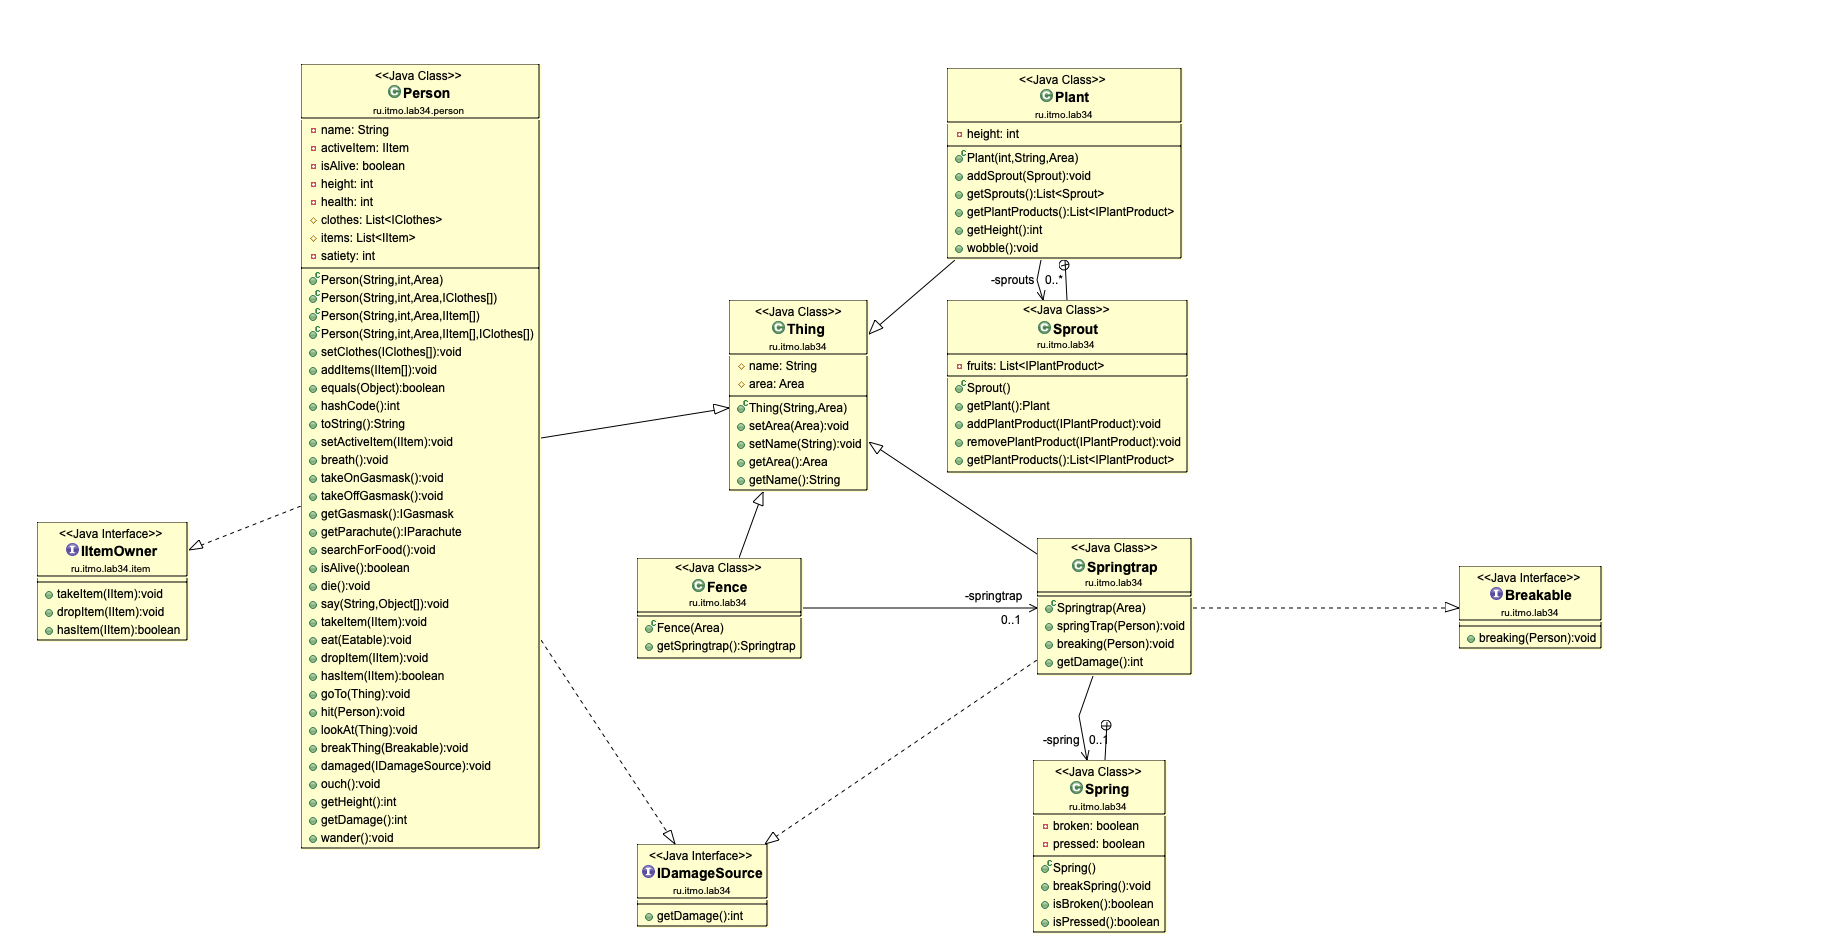 <<Java Class>>
Person
ru.itmo.lab34.person
name: String
activeItem: IItem
isAlive: boolean
height: int
health: int
clothes: List<IClothes>
items: List<IItem>
satiety: int
Person(String,int,Area)
Person(String,int,Area,IClothes[])
Person(String,int,Area,IItem[])
Person(String,int,Area,IItem[],IClothes[])
setClothes(IClothes[]):void
addItems(IItem[]):void
equals(Object):boolean
hashCode():int
toString():String
setActiveItem(IItem):void
breath():void
takeOnGasmask():void
takeOffGasmask():void
getGasmask():IGasmask
getParachute():IParachute
searchForFood():void
isAlive():boolean
die():void
say(String,Object[]):void
takeItem(IItem):void
eat(Eatable):void
dropItem(IItem):void
hasItem(IItem):boolean
goTo(Thing):void
hit(Person):void
lookAt(Thing):void
breakThing(Breakable):void
damaged(IDamageSource):void
ouch():void
getHeight():int
getDamage():int
wander():void
<<Java Class>>
Plant
ru.itmo.lab34
height: int
Plant(int,String,Area)
addSprout(Sprout):void
getSprouts():List<Sprout>
getPlantProducts():List<IPlantProduct>
getHeight():int
wobble():void
-sprouts 0..*
<<Java Class>>
Thing
ru.itmo.lab34
name: String
area: Area
Thing(String,Area)
setArea(Area):void
setName(String):void
getArea():Area
getName():String
<<Java Class>>
Sprout
ru.itmo.lab34
fruits: List<IPlantProduct>
Sprout()
getPlant():Plant
addPlantProduct(IPlantProduct):void
removePlantProduct(IPlantProduct):void
getPlantProducts():List<IPlantProduct>
<<Java Interface>>
IItemOwner
ru.itmo.lab34.item
takeItem(IItem):void
dropItem(IItem):void
hasItem(IItem):boolean
<<Java Class>>
Fence
ru.itmo.lab34
Fence(Area)
getSpringtrap():Springtrap
-springtrap
0..1
<<Java Class>>
Springtrap
ru.itmo.lab34
Springtrap(Area)
springTrap(Person):void
breaking(Person):void
getDamage():int
<<Java Interface>>
Breakable
ru.itmo.lab34
breaking(Person):void
-spring 0..1
<<Java Class>>
Spring
ru.itmo.lab34
broken: boolean
pressed: boolean
Spring()
breakSpring():void
isBroken():boolean
isPressed():boolean
<<Java Interface>>
IDamageSource
ru.itmo.lab34
getDamage():int